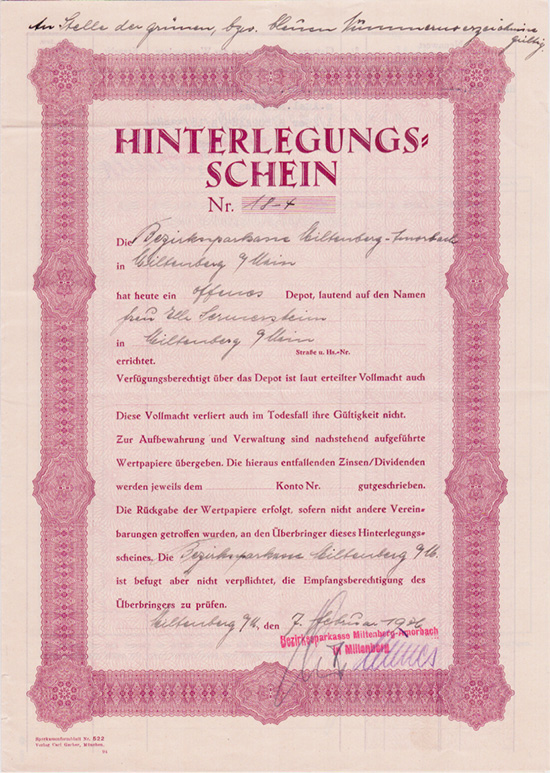 An Stelle der grünen, bzw. blauen Nummernverzeichnisse
gültig.
HINTERLEGUNGS=
SCHEIN
Nr. 18-4
Die Bezirkssparkasse Miltenberg-Amorbach
in Miltenberg a/Main
hat heute ein offenes Depot, lautend auf den Namen
frau Elle
in Miltenberg a/Main
Straße u. Hs.-Nr.
errichtet.
Verfügungsberechtigt über das Depot ist laut erteilter Vollmacht auch
Diese Vollmacht verliert auch im Todesfall ihre Gültigkeit nicht.
Zur Aufbewahrung und Verwaltung sind nachstehend aufgeführte
Wertpapiere übergeben. Die hieraus entfallenden Zinsen/Dividenden
werden jeweils dem Konto Nr. gutgeschrieben.
Die Rückgabe der Wertpapiere erfolgt, sofern nicht andere Verein-
barungen getroffen wurden, an den Überbringer dieses Hinterlegungs-
scheines. Die Bezirkssparkasse Miltenberg a/M.
ist befugt aber nicht verpflichtet, die Empfangsberechtigung des
Überbringers zu prüfen.
Miltenberg a/M. den 7. Februar
Bezirkssparkasse Miltenberg-Amorbach
in Miltenberg
Sparkassenformblatt Nr. 522
Verlag Carl Gerber, München.